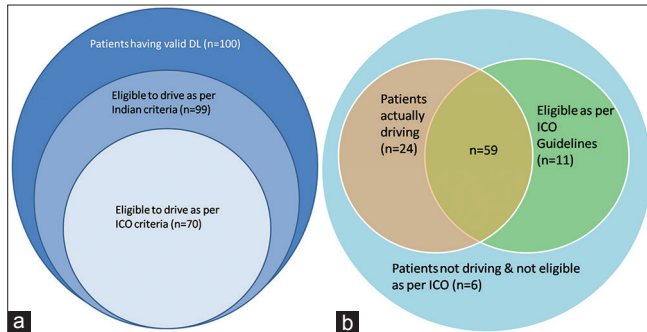 Patients having valid DL (n=100)
Eligible to drive as per
Indian criteria (n=99)
Eligible to drive as per
ICO criteria (n=70)
a
Patients
actually
driving
(n=24)
n=59
Eligible as per
ICO
Guidelines
(n=11)
Patients not driving & not eligible
as per ICO (n=6)
b